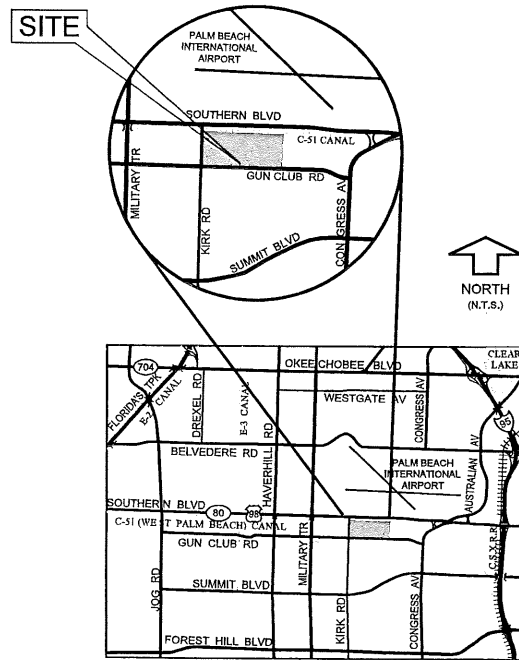 SITE
PALM BEACH
INTERNATIONAL
AIRPORT
SOUTHERN BLVD
C-51 CANAL
GUN CLUB RD
MILITARY TR
KIRK RD
CONGRESS AV
SUMMIT BLVD
NORTH
(N.T.S.)
704
OKEECHOBEE BLVD
CLEAR
LAKE
FLORIDA'S TPK
E-2 CANAL
DREXEL RD
E-3 CANAL
HAVERHILL RD
WESTGATE AV
CONGRESS AV
95
BELVEDERE RD
AUSTRALIAN AV
PALM BEACH
INTERNATIONAL
AIRPORT
SOUTHERN BLVD
80
98
C-51 (WEST PALM BEACH) CANAL
GUN CLUB RD
MILITARY TR
C.S.X.R.R.
JOG RD
SUMMIT BLVD
KIRK RD
CONGRESS AV
FOREST HILL BLVD